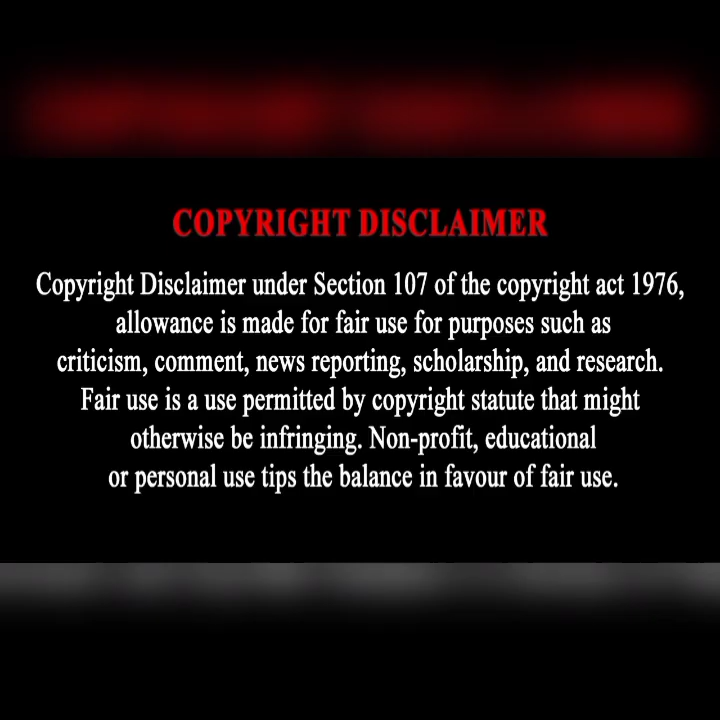 COPYRIGHT DISCLAIMER
Copyright Disclaimer under Section 107 of the copyright act 1976,
allowance is made for fair use for purposes such as
criticism, comment, news reporting, scholarship, and research.
Fair use is a use permitted by copyright statute that might
otherwise be infringing. Non-profit, educational
or personal use tips the balance in favour of fair use.